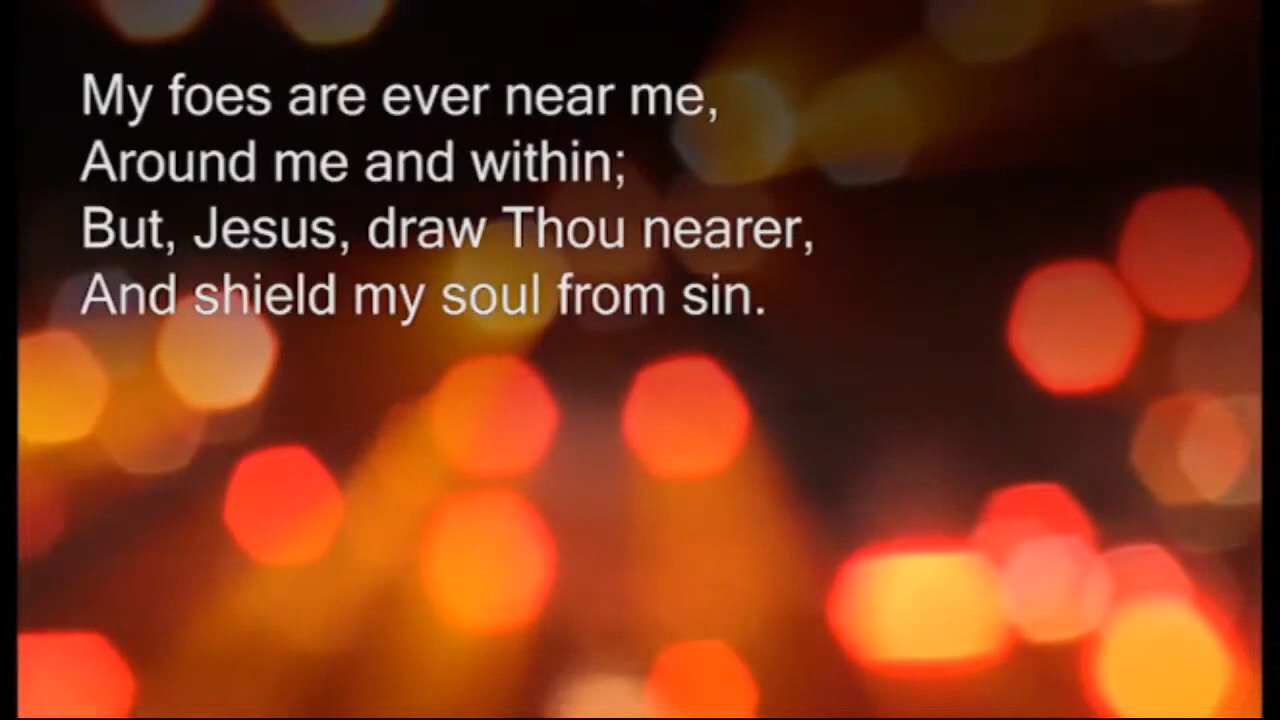 My foes are ever near me,
Around me and within;
But, Jesus, draw Thou nearer,
And shield my soul from sin.